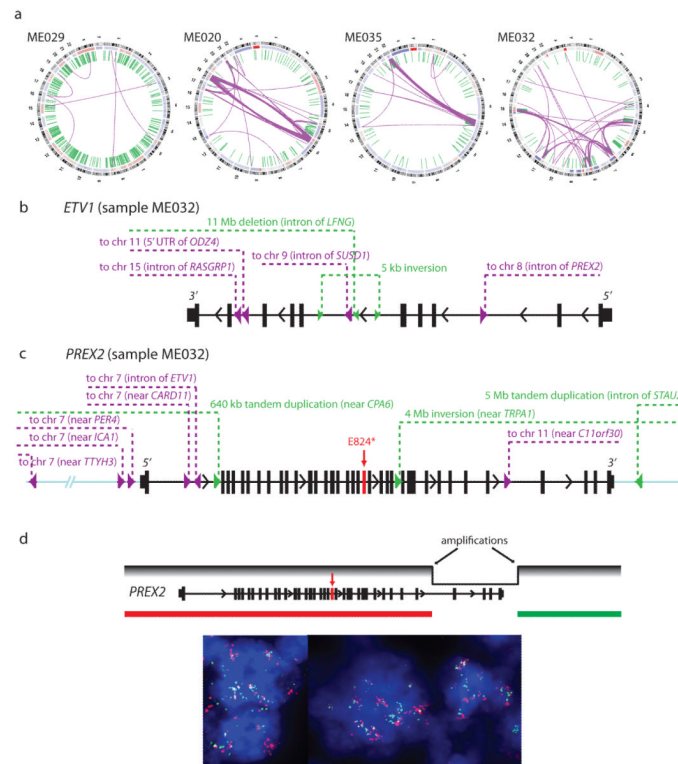 a
ME029
ME020
ME035
ME032
b
ETV1 (sample ME032)
11 Mb deletion (intron of LFNG)
to chr 11 (5' UTR of ODZ4)
to chr 9 (intron of SUSD1)
to chr 15 (intron of RASGRP1)
5 kb inversion
to chr 8 (intron of PREX2)
3'
5'
c
PREX2 (sample ME032)
to chr 7 (intron of ETV1)
to chr 7 (near CARD11)
5 Mb tandem duplication (intron of STAU
640 kb tandem duplication (near CPA6)
4 Mb inversion (near TRPA1)
to chr 7 (near PER4)
to chr 7 (near ICA1)
to chr 11 (near C11orf30)
E824*
to chr 7 (near TTYH3)
5'
3'
d
amplifications
PREX2